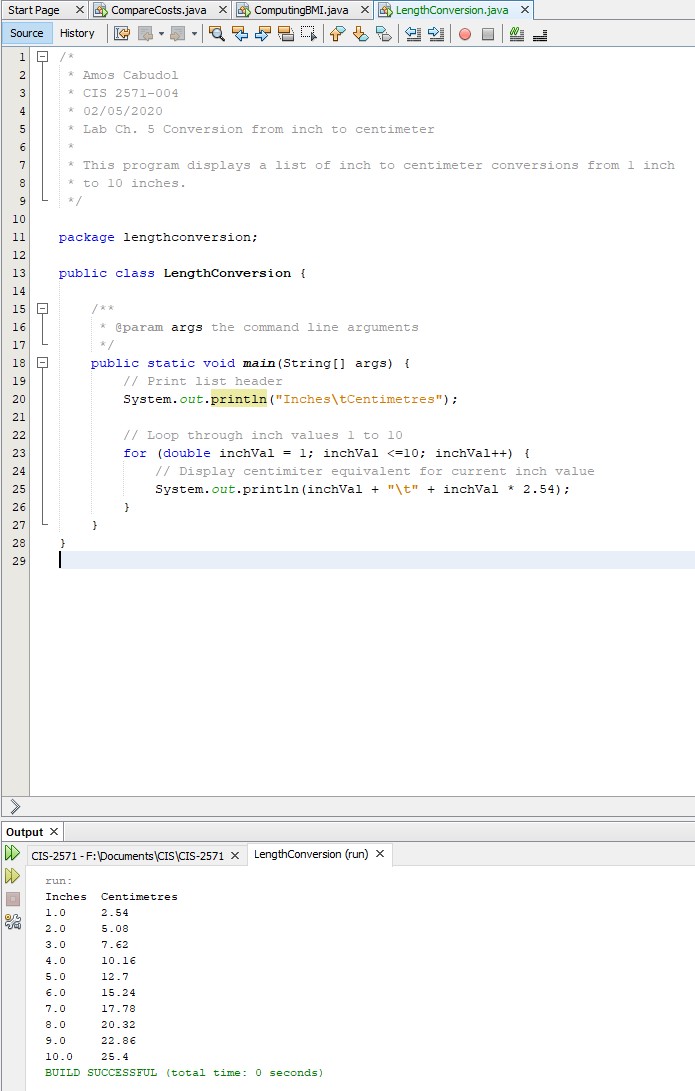 Start Page CompareCosts.java ComputingBMI.java LengthConversion.java
Source History
1 /*
2  * Amos Cabudol
3  * CIS 2571-004
4  * 02/05/2020
5  * Lab Ch. 5 Conversion from inch to centimeter
6  *
7  * This program displays a list of inch to centimeter conversions from 1 inch
8  * to 10 inches.
9  */
10
11 package lengthconversion;
12
13 public class LengthConversion {
14
15     /**
16      * @param args the command line arguments
17      */
18     public static void main(String[] args) {
19         // Print list header
20         System.out.println("Inches\tCentimetres");
21
22         // Loop through inch values 1 to 10
23         for (double inchVal = 1; inchVal <=10; inchVal++) {
24             // Display centimiter equivalent for current inch value
25             System.out.println(inchVal + "\t" + inchVal * 2.54);
26         }
27     }
28 }
29
Output
CIS-2571 - F:\Documents\CIS\CIS-2571 LengthConversion (run)
run:
Inches Centimetres
1.0 2.54
2.0 5.08
3.0 7.62
4.0 10.16
5.0 12.7
6.0 15.24
7.0 17.78
8.0 20.32
9.0 22.86
10.0 25.4
BUILD SUCCESSFUL (total time: 0 seconds)